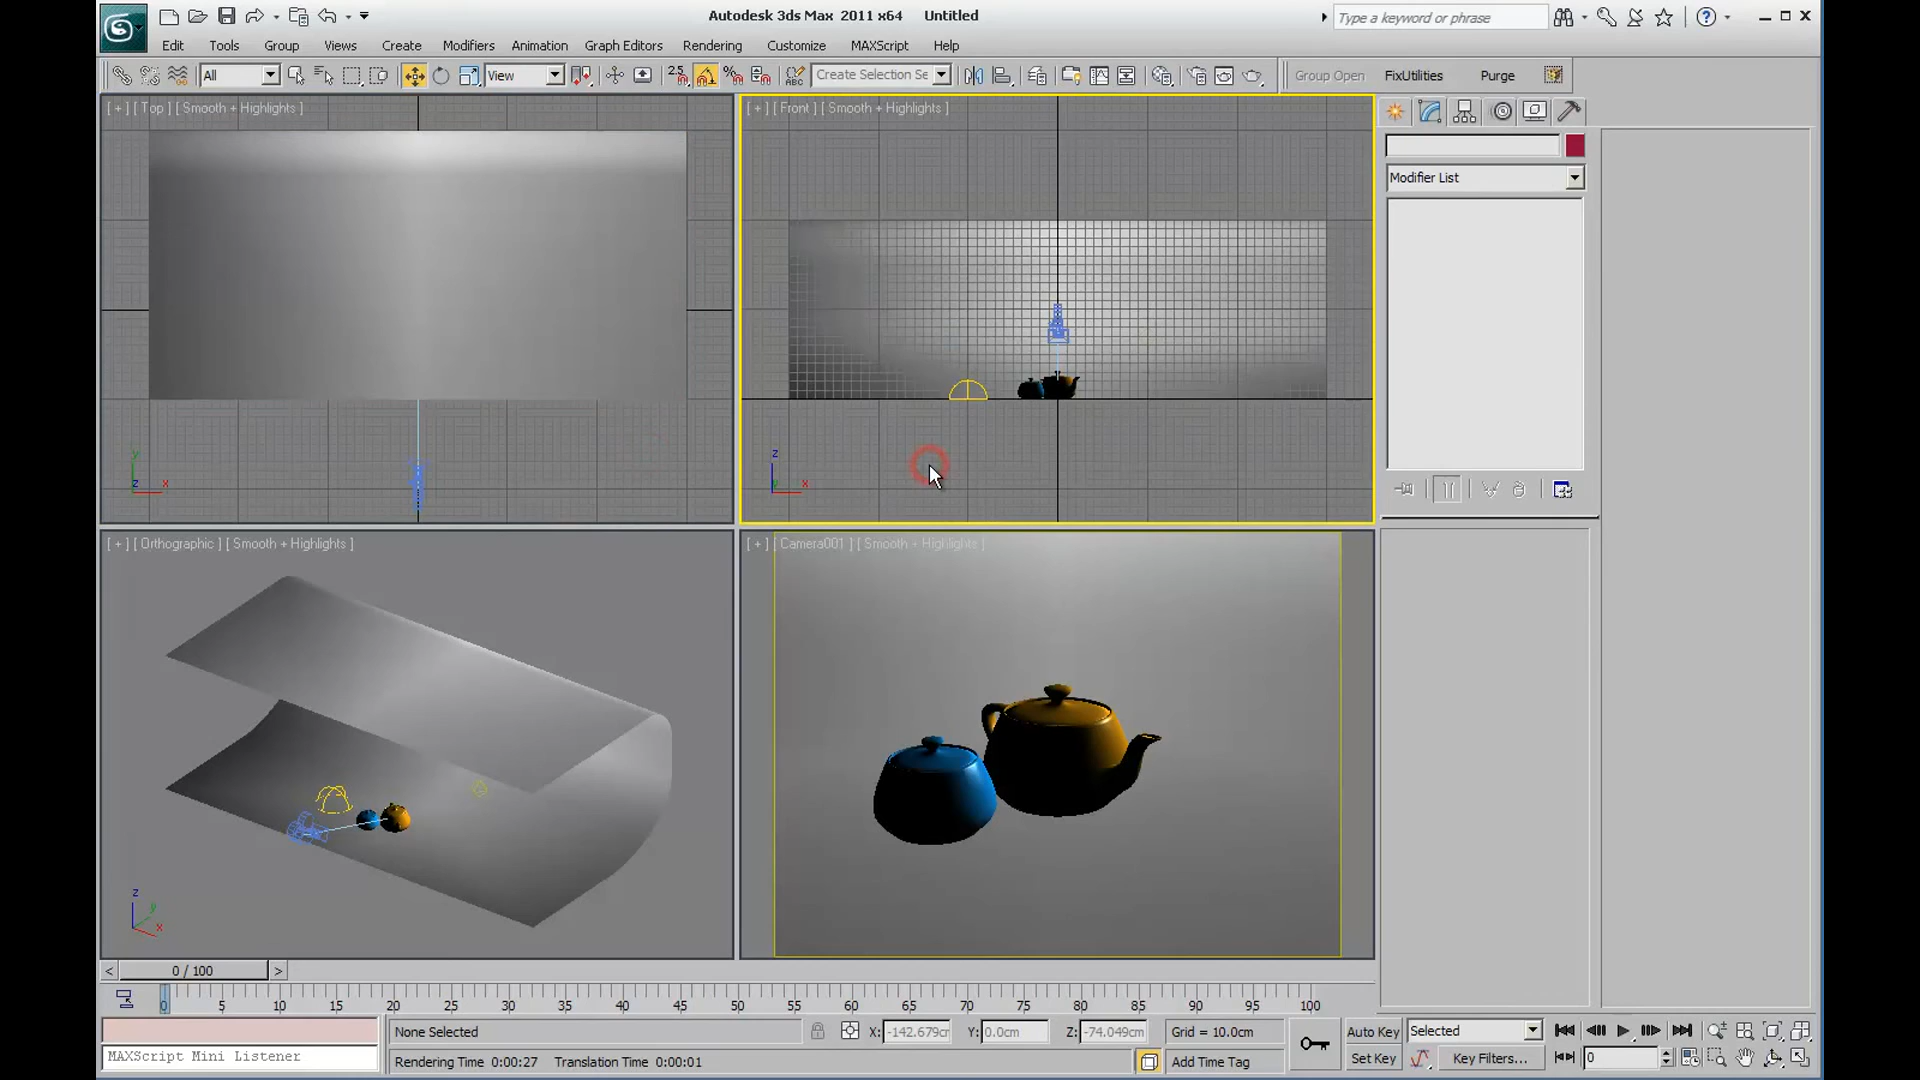 Autodesk 3ds Max 2011 x64 Untitled
Type a keyword or phrase
Edit Tools Group Views Create Modifiers Animation Graph Editors Rendering Customize MAXScript Help
All View 2.5 ABC Create Selection Se Group Open FixUtilities Purge
[ + ] [ Top ] [ Smooth + Highlights ]
[ + ] [ Front ] [ Smooth + Highlights ]
Modifier List
y z x
z y x
[ + ] [ Orthographic ] [ Smooth + Highlights ]
[ + ] [ Camera001 ] [ Smooth + Highlights ]
z y x
< 0 / 100 >
0 5 10 15 20 25 30 35 40 45 50 55 60 65 70 75 80 85 90 95 100
None Selected X: -142.679cm Y: 0.0cm Z: -74.049cm Grid = 10.0cm Auto Key Selected
MAXScript Mini Listener Rendering Time 0:00:27 Translation Time 0:00:01 Add Time Tag Set Key Key Filters... 0